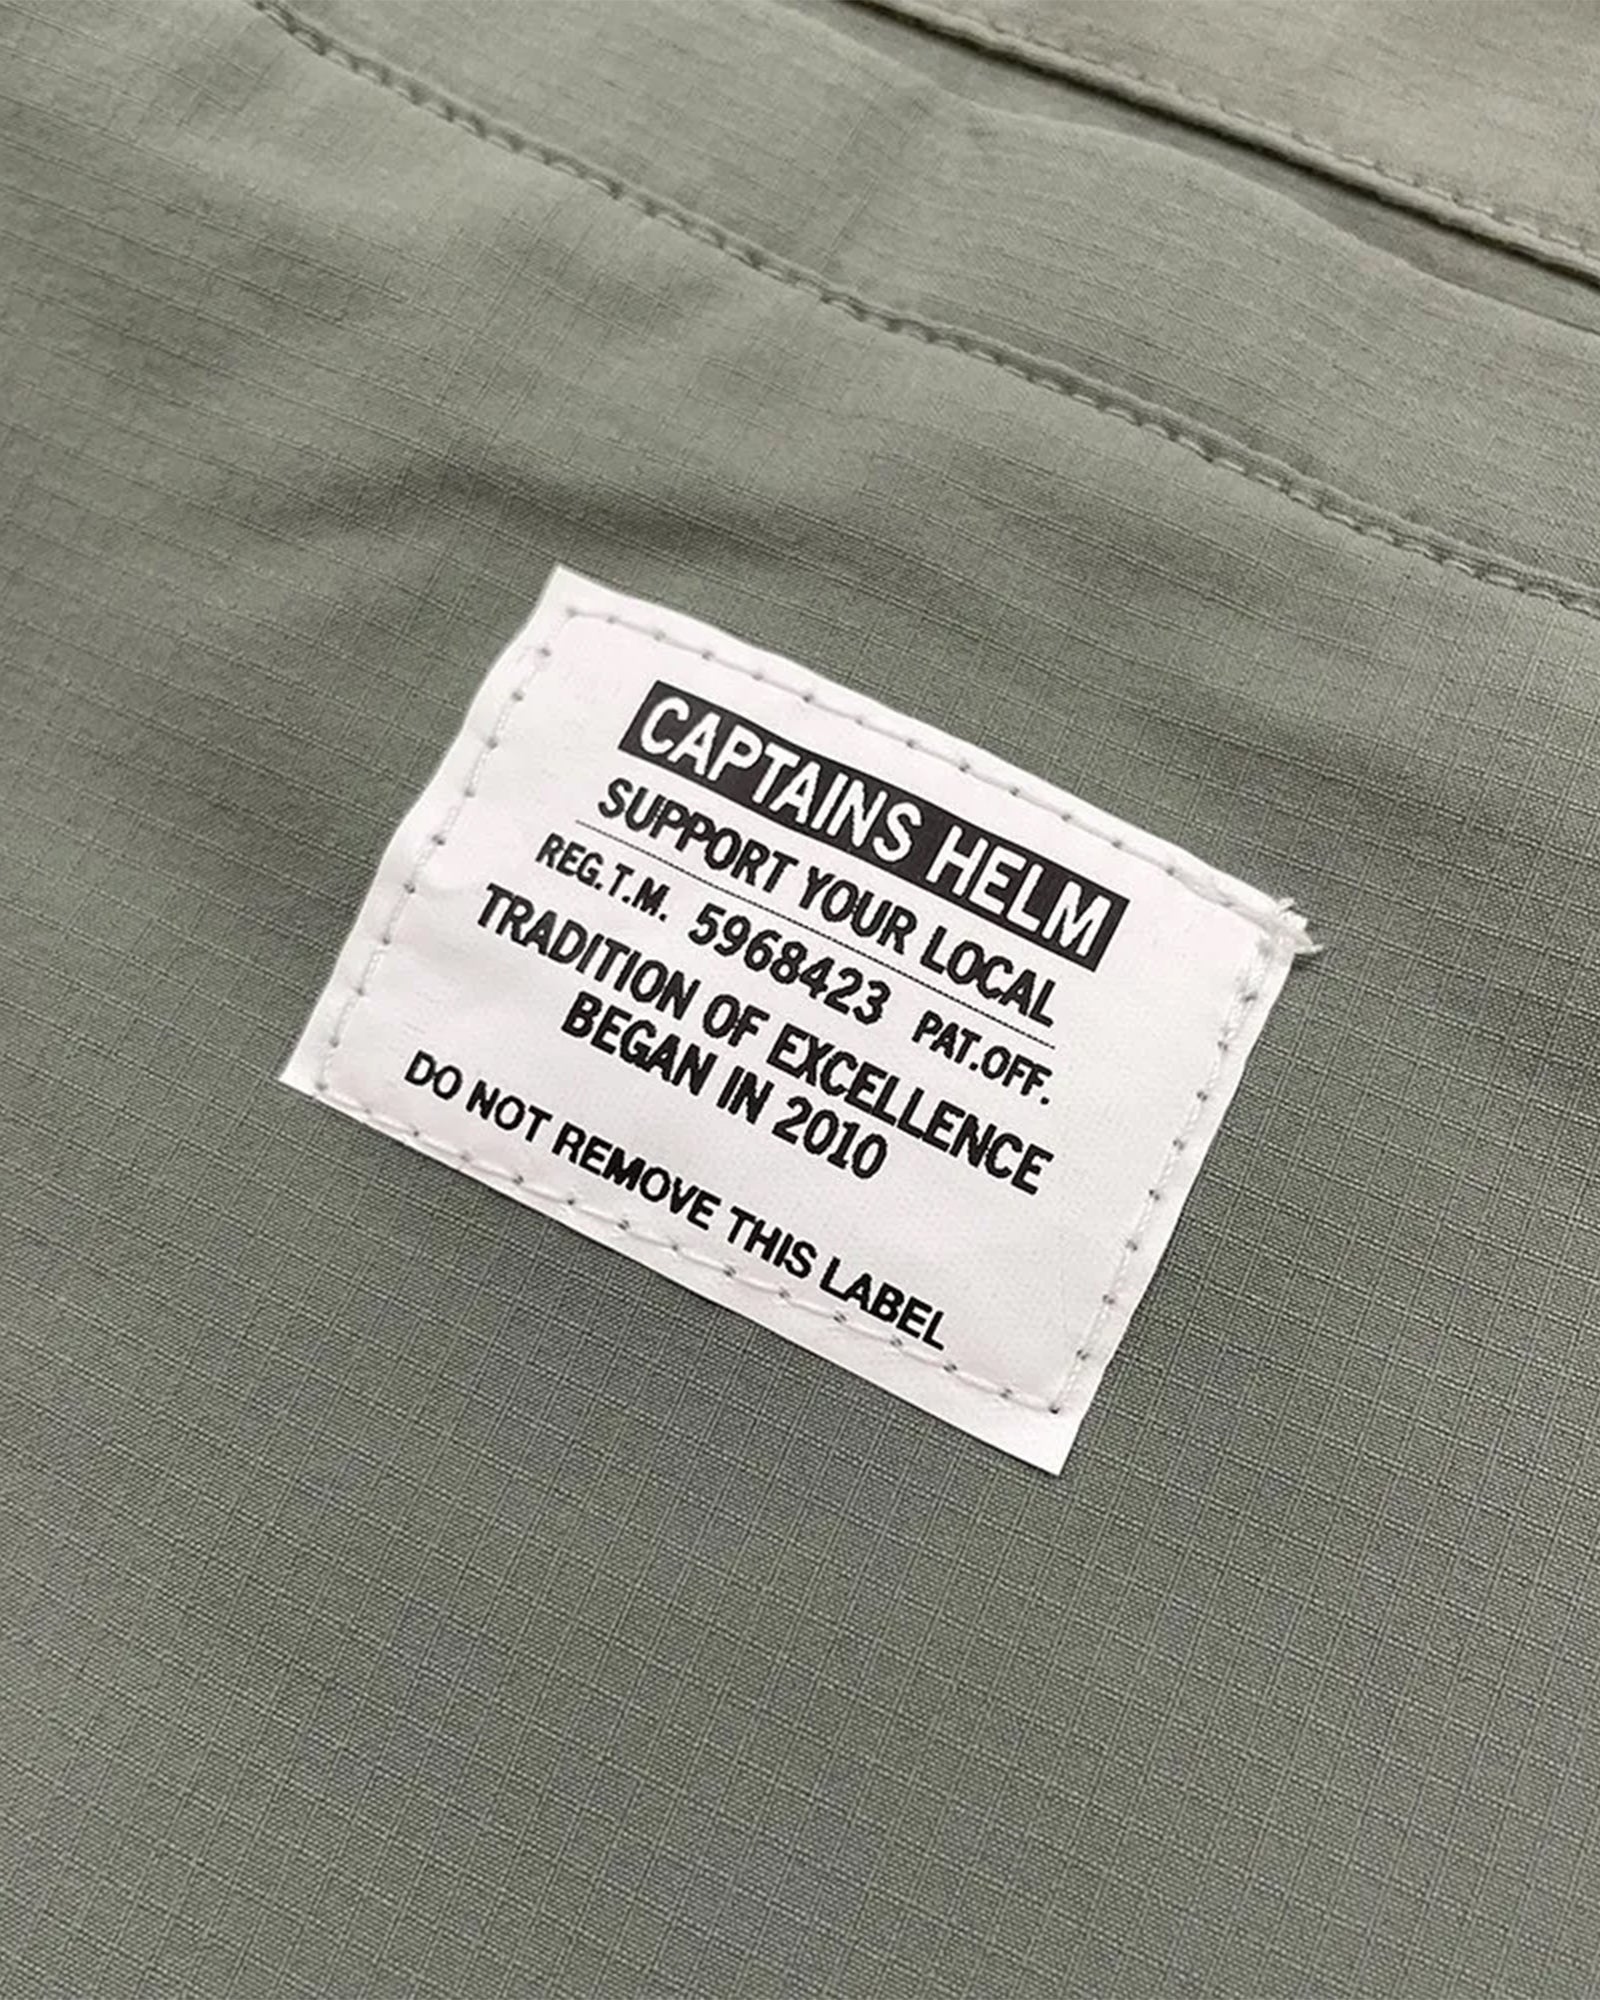 CAPTAINS HELM
SUPPORT YOUR LOCAL
REG.T.M. 5968423 PAT.OFF.
TRADITION OF EXCELLENCE
BEGAN IN 2010
DO NOT REMOVE THIS LABEL